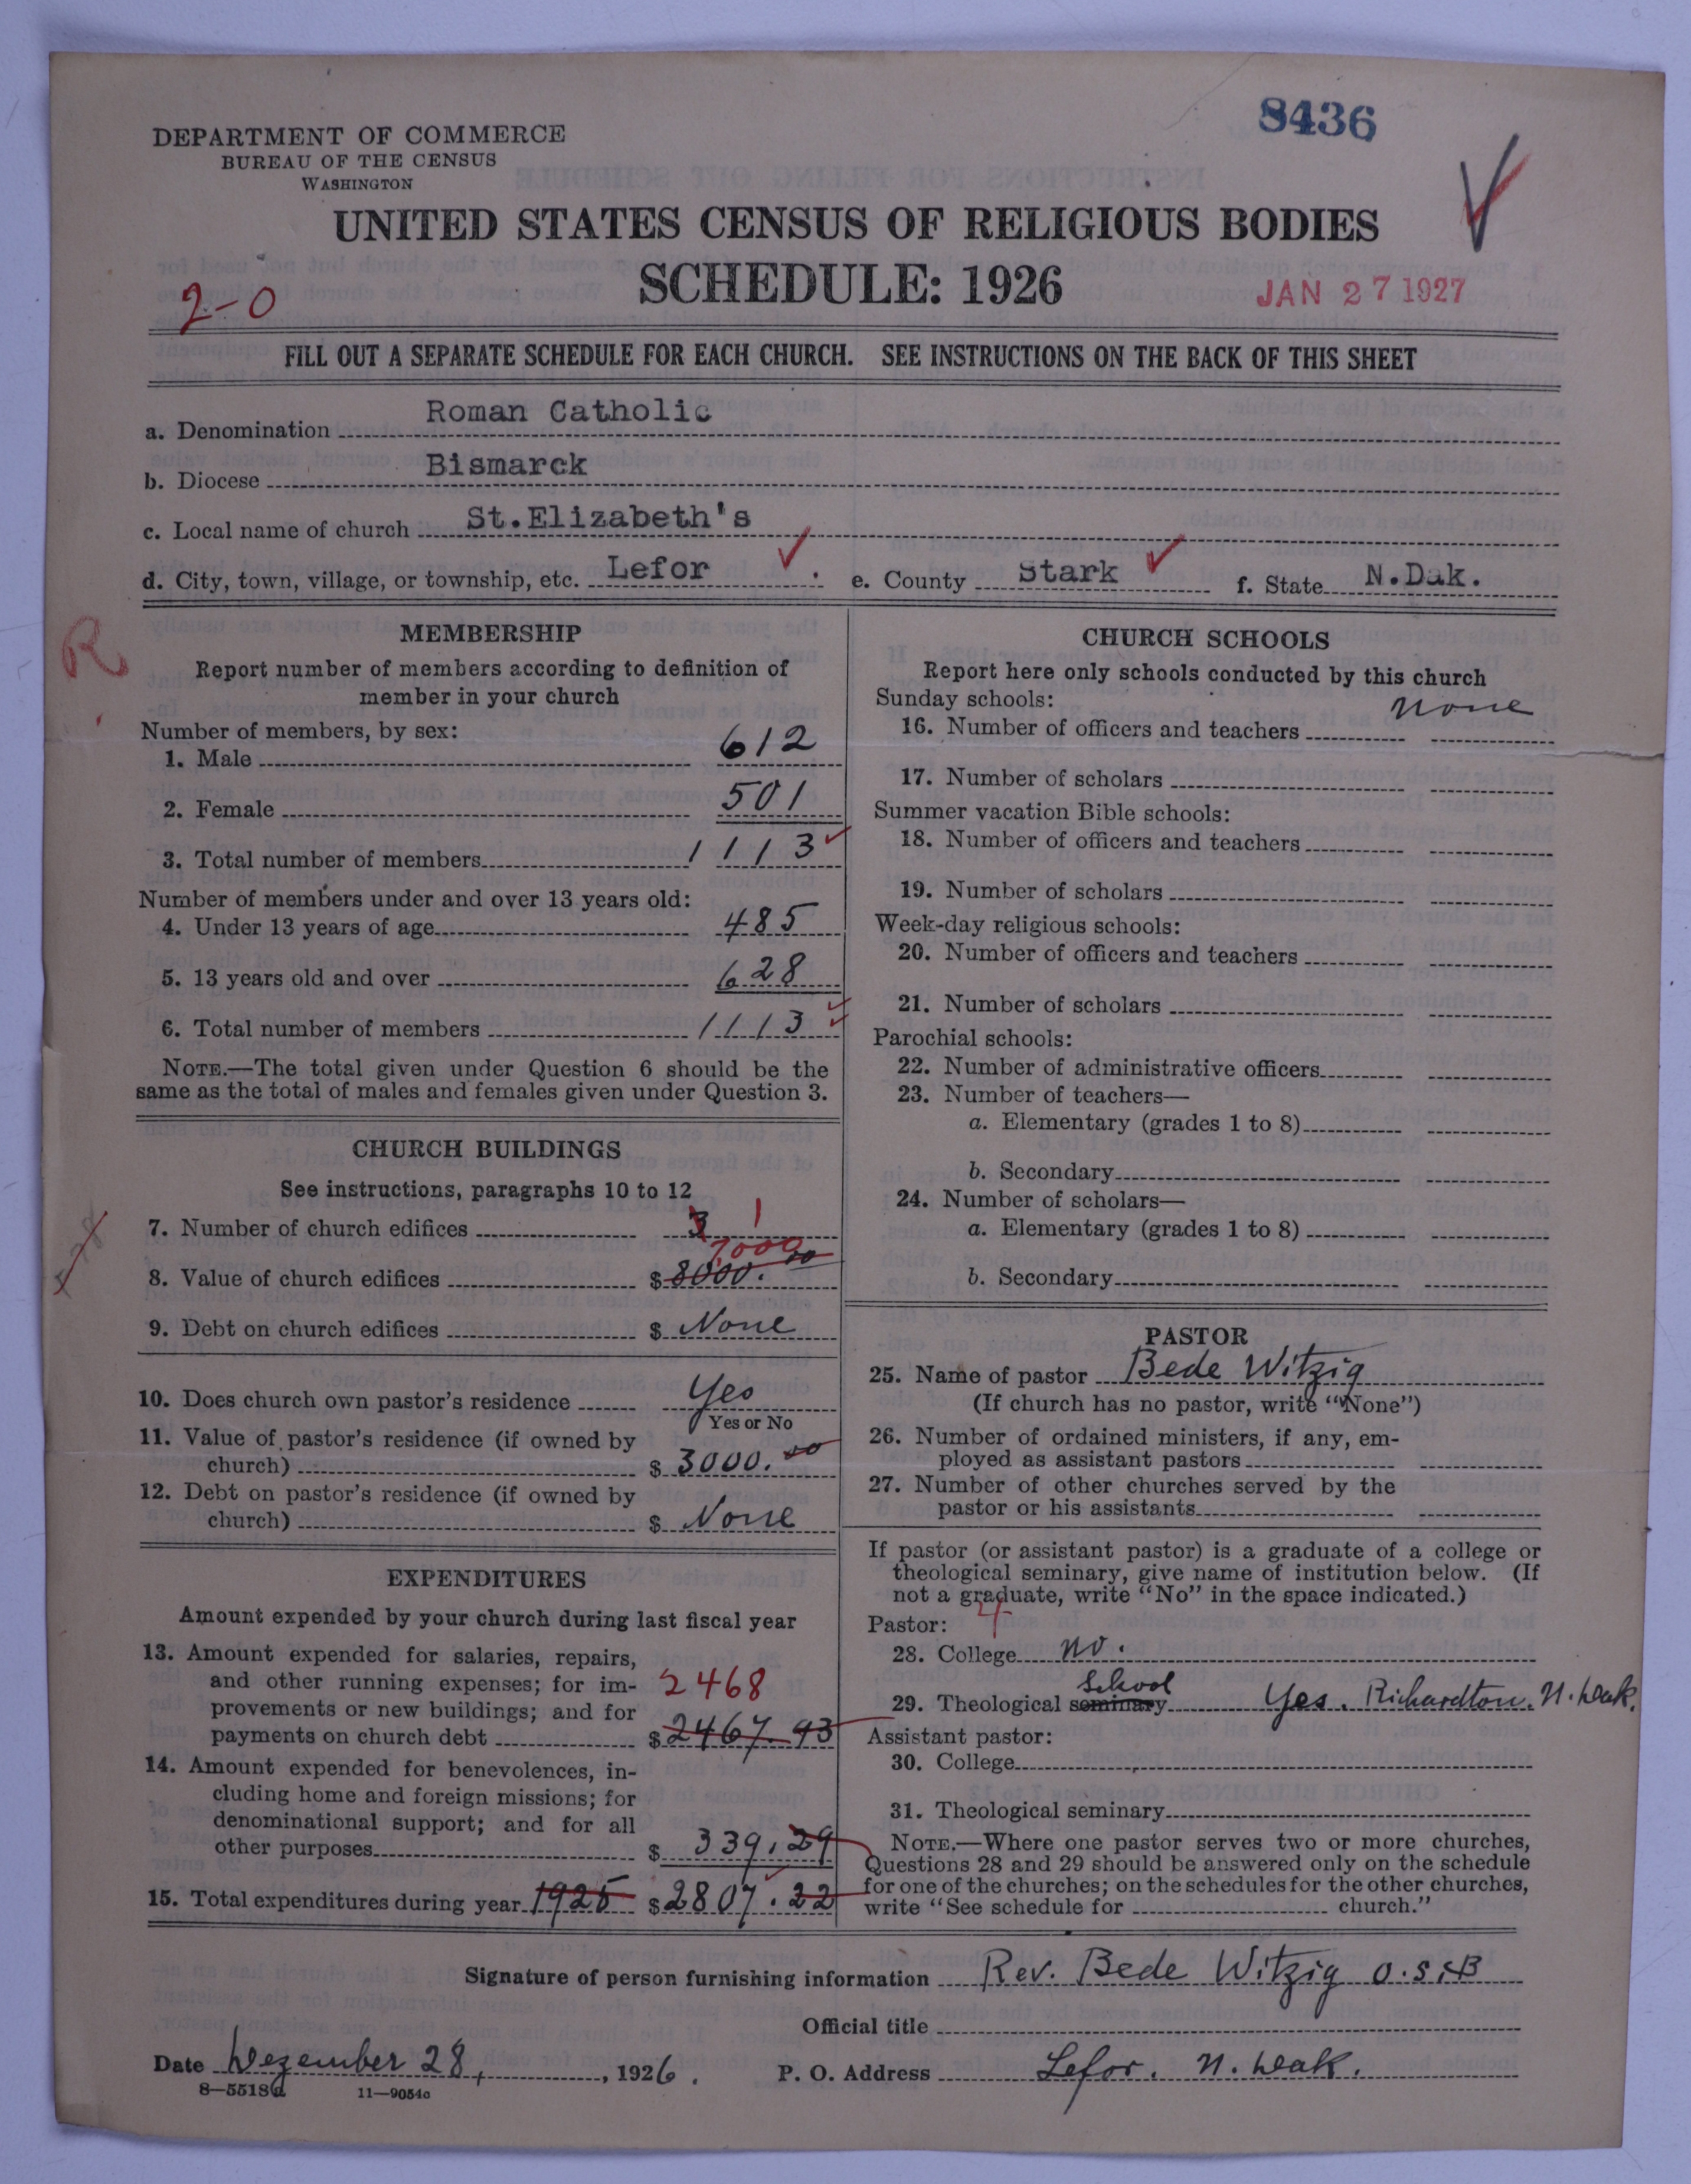 8436
DEPARTMENT OF COMMERCE
BUREAU OF THE CENSUS
WASHINGTON
UNITED STATES CENSUS OF RELIGIOUS BODIES
SCHEDULE: 1926
JAN 27 1927
2-0
FILL OUT A SEPARATE SCHEDULE FOR EACH CHURCH. SEE INSTRUCTIONS ON THE BACK OF THIS SHEET
a. Denomination Roman Catholic
b. Diocese Bismarck
c. Local name of church St.Elizabeth's
d. City, town, village, or township, etc. Lefor . e. County Stark f. State N.Dak.
R
MEMBERSHIP
Report number of members according to definition of
member in your church
Number of members, by sex:
1. Male 612
2. Female 501
3. Total number of members 1113
Number of members under and over 13 years old:
4. Under 13 years of age 485
5. 13 years old and over 628
6. Total number of members 1113
NOTE.—The total given under Question 6 should be the
same as the total of males and females given under Question 3.
CHURCH BUILDINGS
See instructions, paragraphs 10 to 12
7. Number of church edifices 3 1
7000
8. Value of church edifices $ 8000.00
9. Debt on church edifices $ None
10. Does church own pastor's residence Yes
Yes or No
11. Value of pastor's residence (if owned by
church) $ 3000.00
12. Debt on pastor's residence (if owned by
church) $ None
EXPENDITURES
Amount expended by your church during last fiscal year
13. Amount expended for salaries, repairs,
and other running expenses; for im- 2468
provements or new buildings; and for
payments on church debt $ 2467.93
14. Amount expended for benevolences, in-
cluding home and foreign missions; for
denominational support; and for all
other purposes $ 339.29
15. Total expenditures during year 1925 $ 2807.22
CHURCH SCHOOLS
Report here only schools conducted by this church
Sunday schools: None
16. Number of officers and teachers
17. Number of scholars
Summer vacation Bible schools:
18. Number of officers and teachers
19. Number of scholars
Week-day religious schools:
20. Number of officers and teachers
21. Number of scholars
Parochial schools:
22. Number of administrative officers
23. Number of teachers—
a. Elementary (grades 1 to 8)
b. Secondary
24. Number of scholars—
a. Elementary (grades 1 to 8)
b. Secondary
PASTOR
25. Name of pastor Bede Witzig
(If church has no pastor, write "None")
26. Number of ordained ministers, if any, em-
ployed as assistant pastors
27. Number of other churches served by the
pastor or his assistants
If pastor (or assistant pastor) is a graduate of a college or
theological seminary, give name of institution below. (If
not a graduate, write "No" in the space indicated.)
Pastor: 4
28. College No.
School
29. Theological seminary Yes. Richardton. N. Dak.
Assistant pastor:
30. College
31. Theological seminary
NOTE.—Where one pastor serves two or more churches,
Questions 28 and 29 should be answered only on the schedule
for one of the churches; on the schedules for the other churches,
write "See schedule for church."
Signature of person furnishing information Rev. Bede Witzig O.S.B
Official title
Date Dezember 28, , 1926. P. O. Address Lefor. N. Dak.
8—5518a 11—9054c